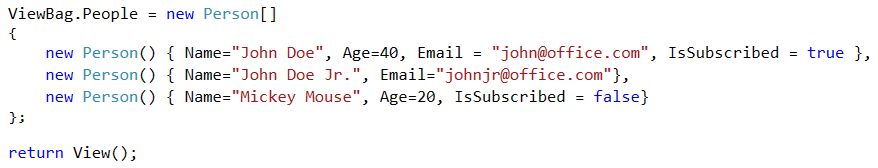 ViewBag.People = new Person[]
{
    new Person() { Name="John Doe", Age=40, Email = "john@office.com", IsSubscribed = true },
    new Person() { Name="John Doe Jr.", Email="johnjr@office.com"},
    new Person() { Name="Mickey Mouse", Age=20, IsSubscribed = false}
};
return View();